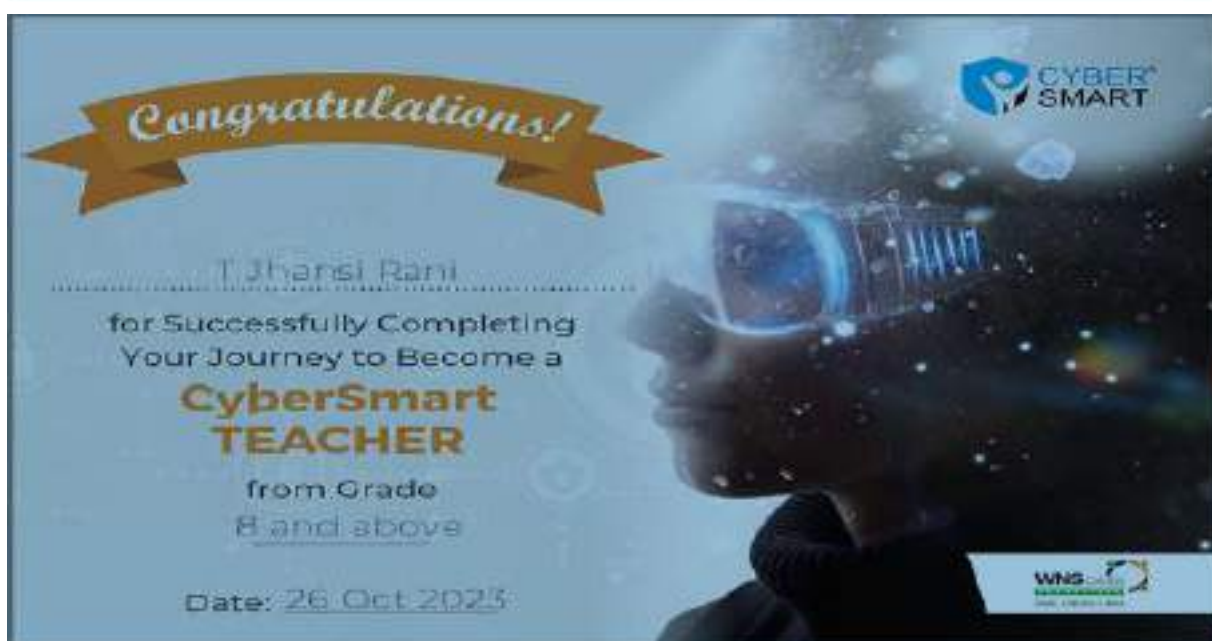 Congratulations!
CYBER
SMART
T Jhansi Rani
for Successfully Completing
Your Journey to Become a
CyberSmart
TEACHER
from Grade
8 and above
Date: 26 Oct 2023
WNS